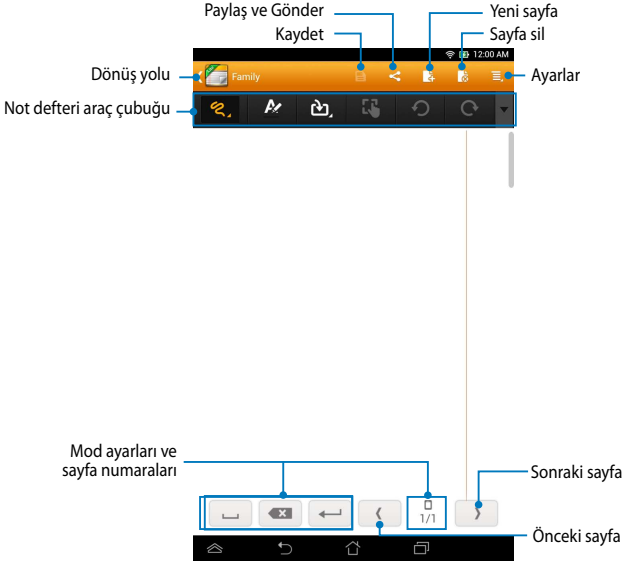 Paylaş ve Gönder
Yeni sayfa
Kaydet
Sayfa sil
12:00 AM
Dönüş yolu
Family
Ayarlar
Not defteri araç çubuğu
Mod ayarları ve
sayfa numaraları
Sonraki sayfa
1/1
Önceki sayfa